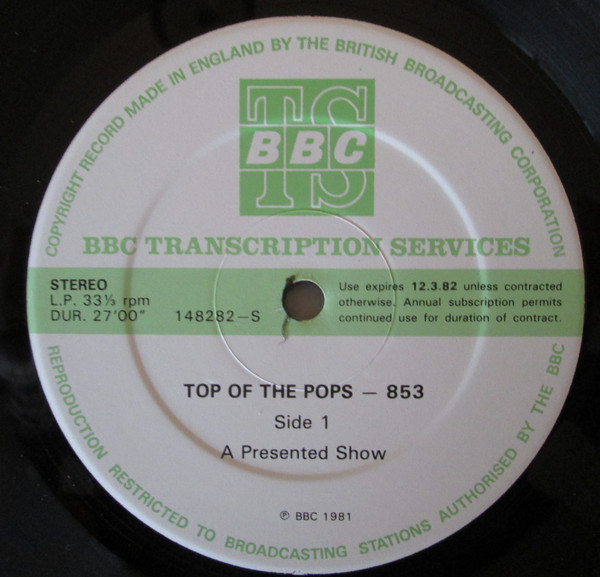 COPYRIGHT RECORD MADE IN ENGLAND BY THE BRITISH BROADCASTING CORPORATION
TS
BBC
BBC TRANSCRIPTION SERVICES
STEREO
L.P. 33⅓ rpm
DUR. 27'00"
148282–S
Use expires 12.3.82 unless contracted
otherwise. Annual subscription permits
continued use for duration of contract.
TOP OF THE POPS – 853
Side 1
A Presented Show
℗ BBC 1981
REPRODUCTION RESTRICTED TO BROADCASTING STATIONS AUTHORISED BY THE BBC